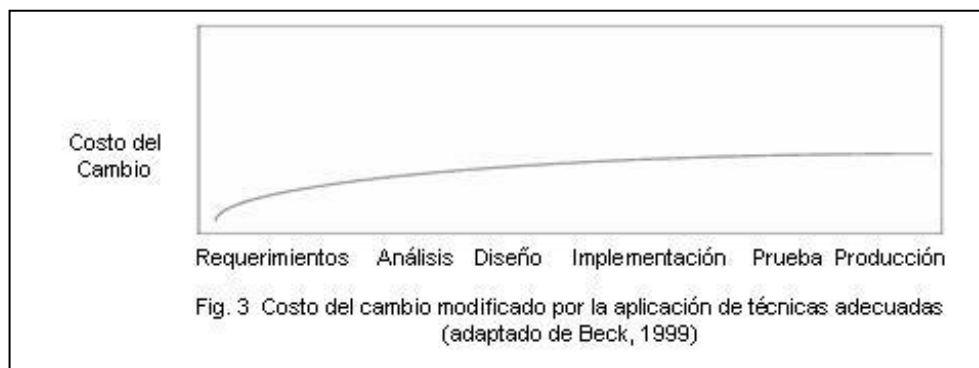 Costo del
Cambio
Requerimientos Análisis Diseño Implementación Prueba Producción
Fig. 3 Costo del cambio modificado por la aplicación de técnicas adecuadas
(adaptado de Beck, 1999)